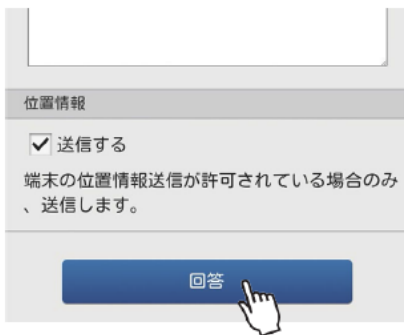 位置情報
送信する
端末の位置情報送信が許可されている場合のみ
、送信します。
回答